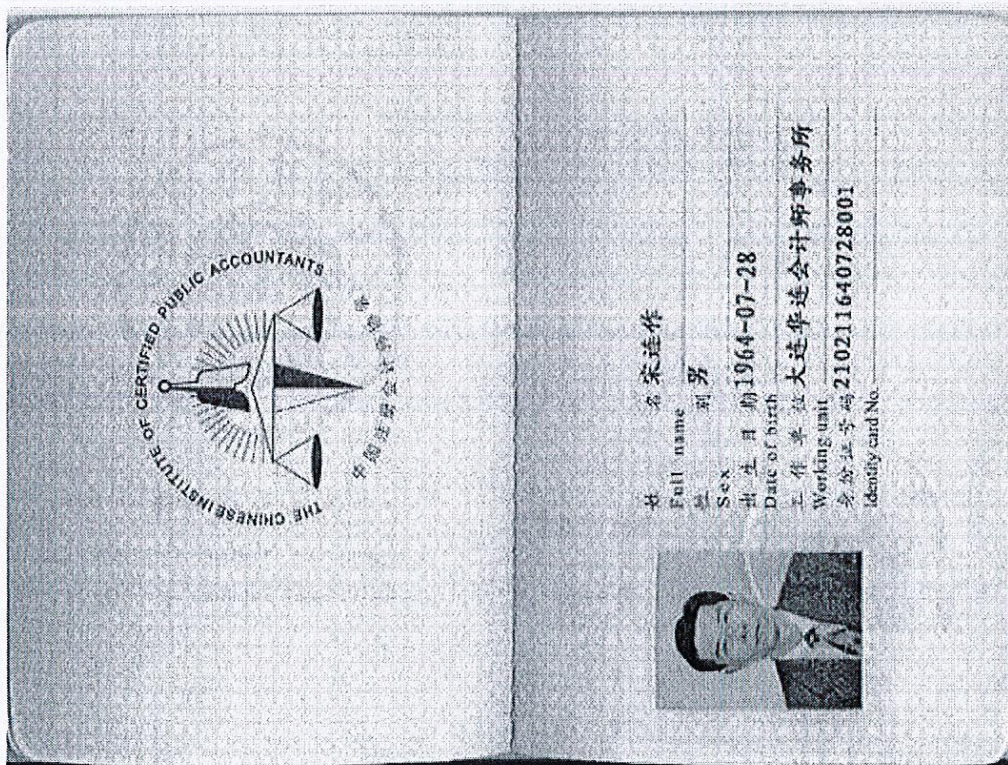 THE CHINESE INSTITUTE OF CERTIFIED PUBLIC ACCOUNTANTS
中国注册会计师协会
姓 名 宋连作
Full name
性 别 男
Sex
出生日期 1964-07-28
Date of birth
工作单位 大连华连会计师事务所
Working unit
身份证号码 210211640728001
Identity card No.